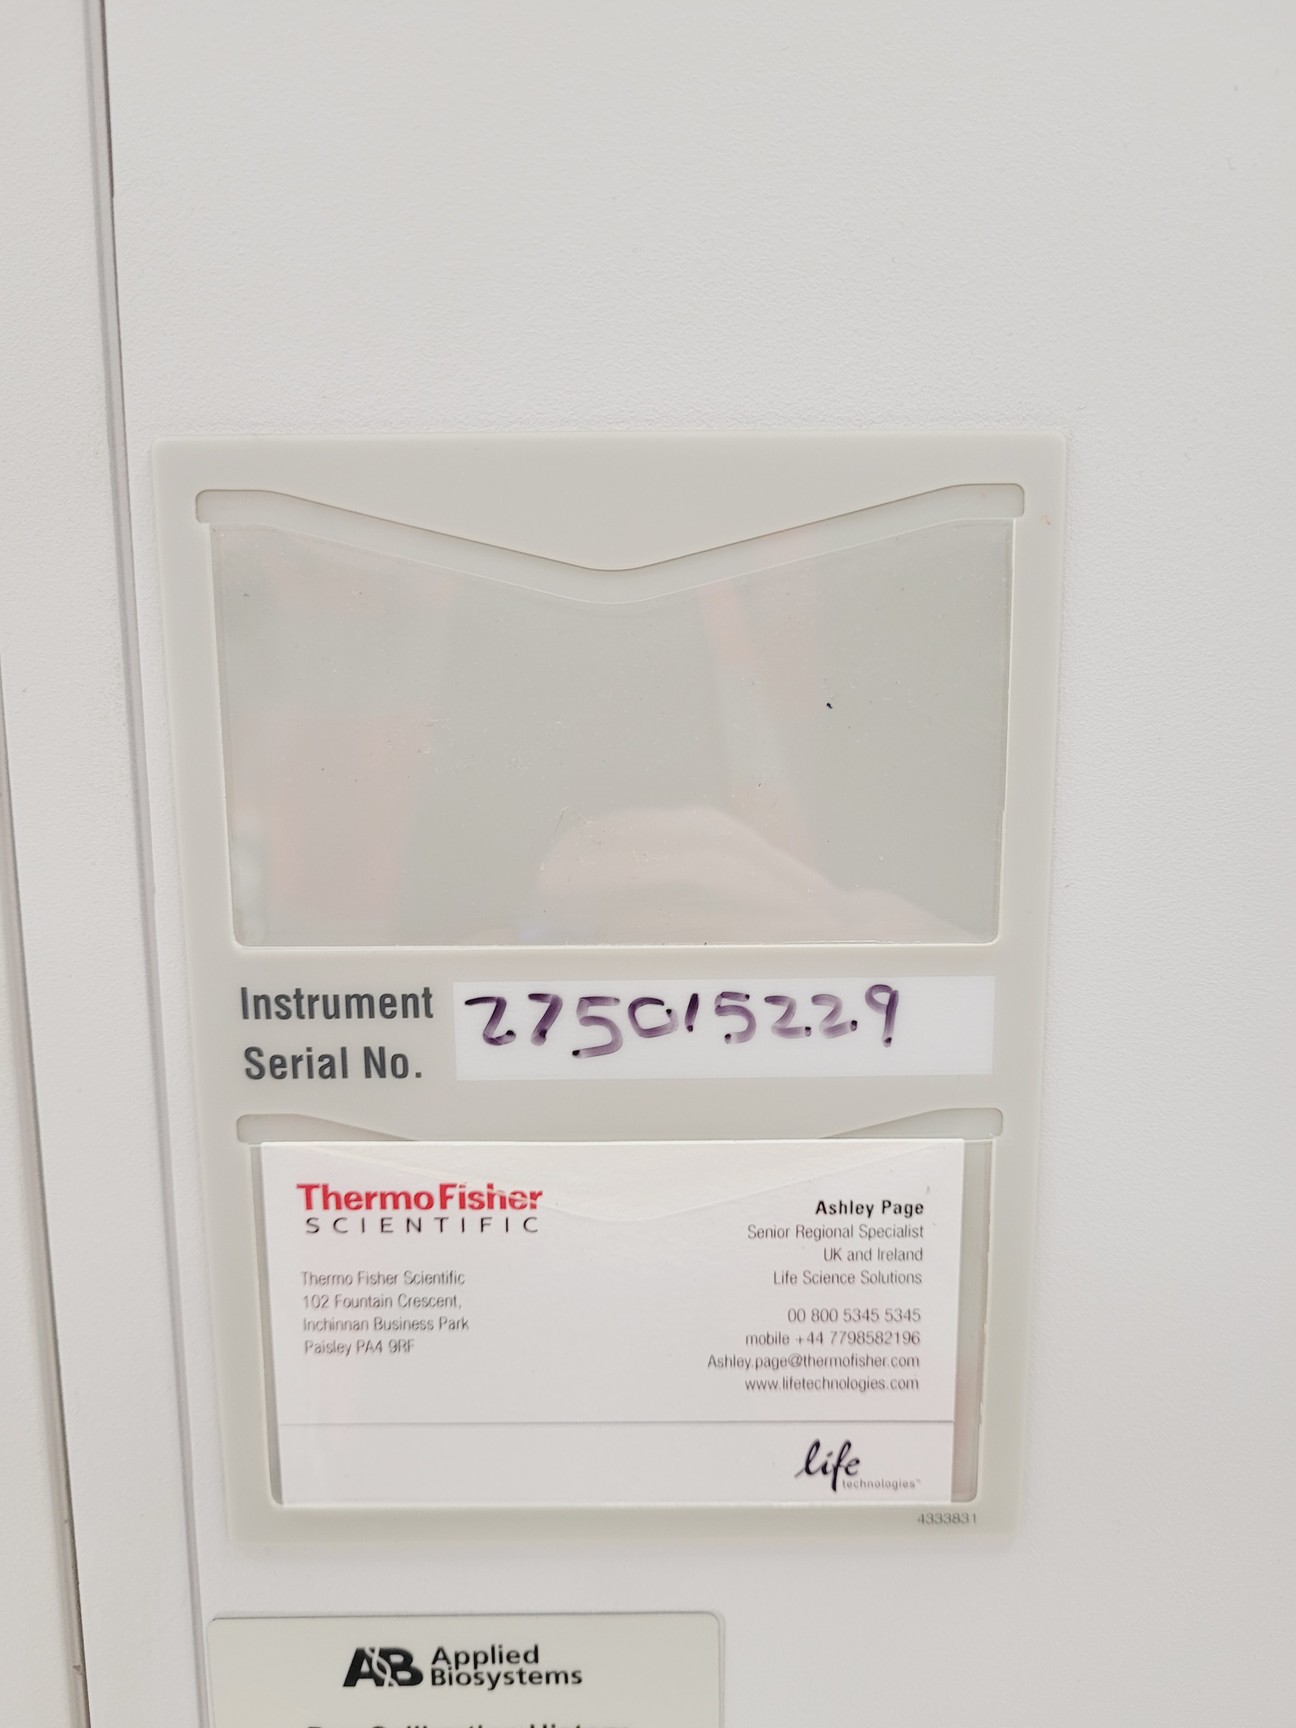 Instrument
Serial No.
275015229
ThermoFisher
SCIENTIFIC
Thermo Fisher Scientific
102 Fountain Crescent,
Inchinnan Business Park
Paisley PA4 9RF
Ashley Page
Senior Regional Specialist
UK and Ireland
Life Science Solutions
00 800 5345 5345
mobile +44 7798582196
Ashley.page@thermofisher.com
www.lifetechnologies.com
life
technologies™
4333831
AB Applied
Biosystems